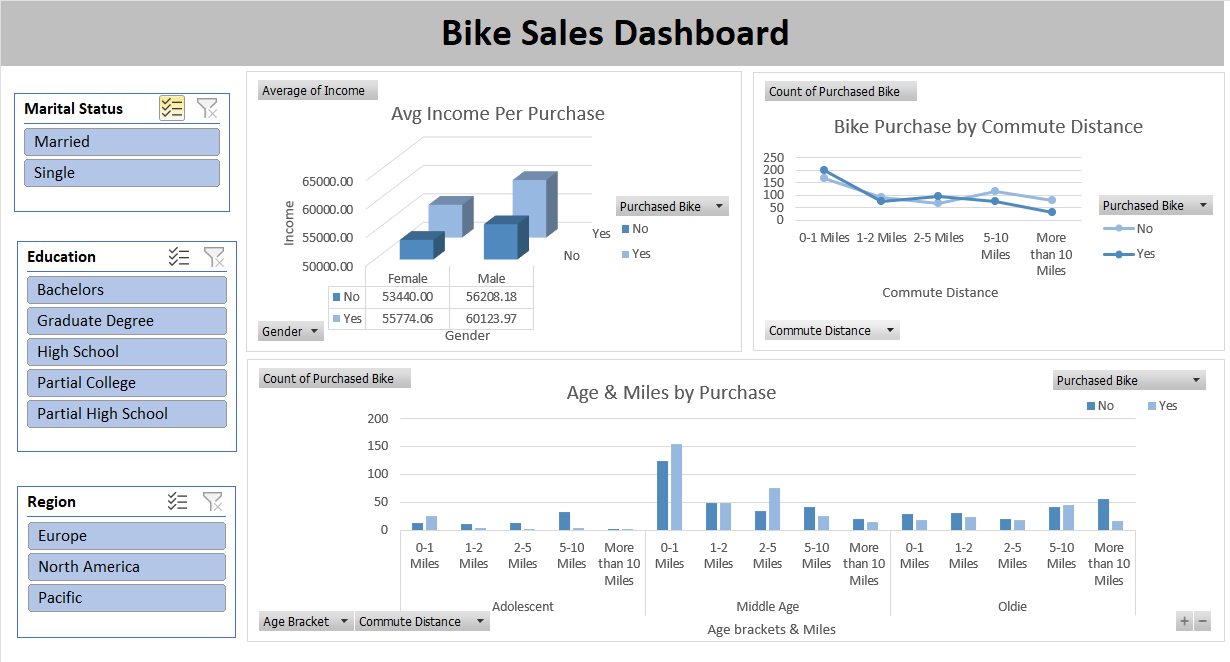 Bike Sales Dashboard
Marital Status
Married
Single
Education
Bachelors
Graduate Degree
High School
Partial College
Partial High School
Region
Europe
North America
Pacific
Average of Income
Avg Income Per Purchase
65000.00
60000.00
55000.00
50000.00
Income
Yes
No
Purchased Bike
No
Yes
Female Male
No 53440.00 56208.18
Yes 55774.06 60123.97
Gender
Gender
Count of Purchased Bike
Bike Purchase by Commute Distance
250
200
150
100
50
0
0-1 Miles 1-2 Miles 2-5 Miles 5-10 Miles More than 10 Miles
Commute Distance
Purchased Bike
No
Yes
Commute Distance
Count of Purchased Bike
Age & Miles by Purchase
Purchased Bike
No Yes
200
150
100
50
0
0-1 1-2 2-5 5-10 More 0-1 1-2 2-5 5-10 More 0-1 1-2 2-5 5-10 More
Miles Miles Miles Miles than 10 Miles Miles Miles Miles than 10 Miles Miles Miles Miles than 10
Miles Miles Miles
Adolescent Middle Age Oldie
Age Bracket Commute Distance
Age brackets & Miles
+ −